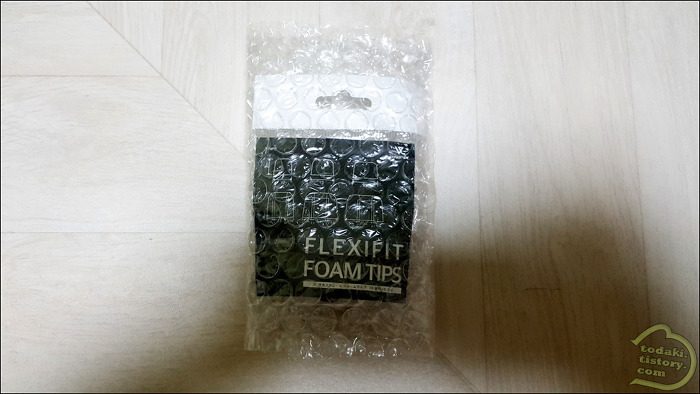 FLEXIFIT
FOAM TIPS
todaki.
tistory.
com